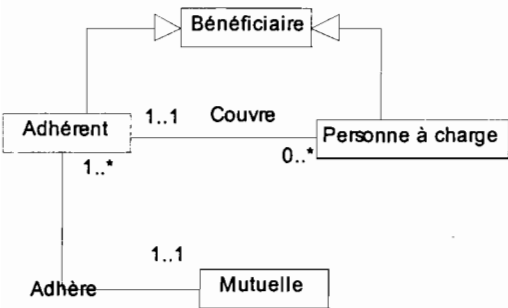 Bénéficiaire
1..1 Couvre
Adhérent
Personne à charge
1..*
0..*
1..1
Adhère
Mutuelle